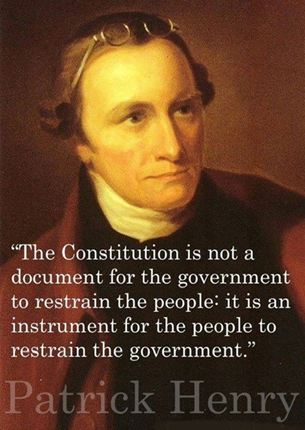 “The Constitution is not a
document for the government
to restrain the people: it is an
instrument for the people to
restrain the government.”
Patrick Henry